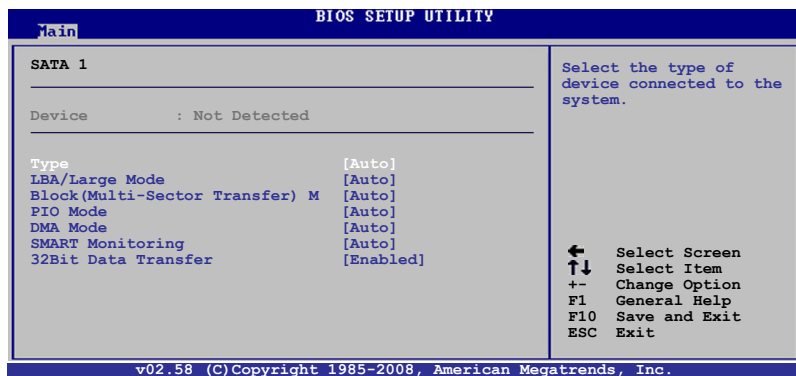 BIOS SETUP UTILITY
Main
SATA 1
Device : Not Detected
Type [Auto]
LBA/Large Mode [Auto]
Block(Multi-Sector Transfer) M [Auto]
PIO Mode [Auto]
DMA Mode [Auto]
SMART Monitoring [Auto]
32Bit Data Transfer [Enabled]
Select the type of
device connected to the
system.
← Select Screen
↑↓ Select Item
+- Change Option
F1 General Help
F10 Save and Exit
ESC Exit
v02.58 (C)Copyright 1985-2008, American Megatrends, Inc.